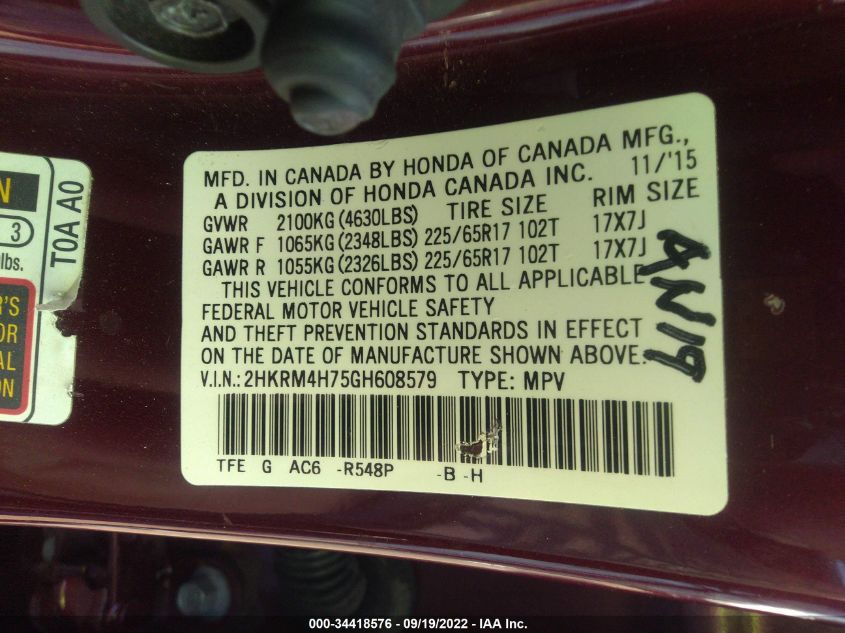 MFD. IN CANADA BY HONDA OF CANADA MFG.,
A DIVISION OF HONDA CANADA INC. 11/'15
GVWR 2100KG (4630LBS) TIRE SIZE RIM SIZE
GAWR F 1065KG (2348LBS) 225/65R17 102T 17X7J
GAWR R 1055KG (2326LBS) 225/65R17 102T 17X7J
THIS VEHICLE CONFORMS TO ALL APPLICABLE
FEDERAL MOTOR VEHICLE SAFETY
AND THEFT PREVENTION STANDARDS IN EFFECT
ON THE DATE OF MANUFACTURE SHOWN ABOVE.
V.I.N.: 2HKRM4H75GH608579 TYPE: MPV
TFE G AC6 -R548P -B -H
AN19
N
3
lbs.
T0A A0
R'S
OR
AL
ION
000-34418576 - 09/19/2022 - IAA Inc.